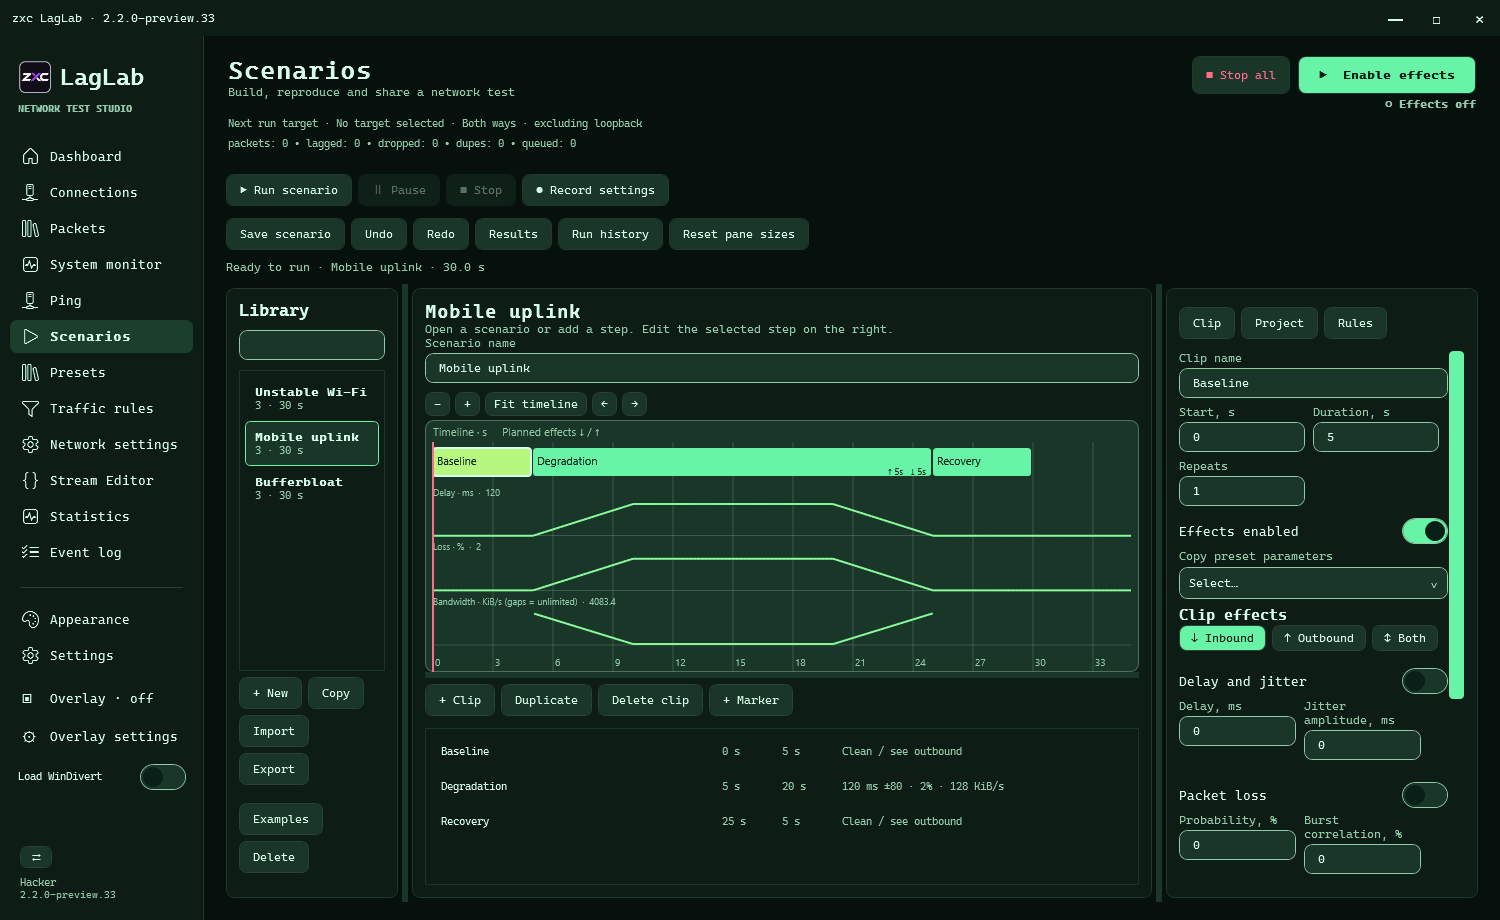 zxc LagLab · 2.2.0-preview.33
zxc LagLab
NETWORK TEST STUDIO
Dashboard
Connections
Packets
System monitor
Ping
Scenarios
Presets
Traffic rules
Network settings
Stream Editor
Statistics
Event log
Appearance
Settings
Overlay · off
Overlay settings
Load WinDivert
Hacker
2.2.0-preview.33
Scenarios
Build, reproduce and share a network test
Next run target · No target selected · Both ways · excluding loopback
packets: 0 • lagged: 0 • dropped: 0 • dupes: 0 • queued: 0
Stop all
Enable effects
Effects off
Run scenario Pause Stop Record settings
Save scenario Undo Redo Results Run history Reset pane sizes
Ready to run · Mobile uplink · 30.0 s
Library
Unstable Wi-Fi
3 · 30 s
Mobile uplink
3 · 30 s
Bufferbloat
3 · 30 s
+ New Copy
Import
Export
Examples
Delete
Mobile uplink
Open a scenario or add a step. Edit the selected step on the right.
Scenario name
Mobile uplink
− + Fit timeline ← →
Timeline · s Planned effects ↓ / ↑
Baseline Degradation ↑ 5s ↓ 5s Recovery
Delay · ms · 120
Loss · % · 2
Bandwidth · KiB/s (gaps = unlimited) · 4083.4
0 3 6 9 12 15 18 21 24 27 30 33
+ Clip Duplicate Delete clip + Marker
Baseline 0 s 5 s Clean / see outbound
Degradation 5 s 20 s 120 ms ±80 · 2% · 128 KiB/s
Recovery 25 s 5 s Clean / see outbound
Clip Project Rules
Clip name
Baseline
Start, s Duration, s
0 5
Repeats
1
Effects enabled
Copy preset parameters
Select…
Clip effects
↓ Inbound ↑ Outbound ↕ Both
Delay and jitter
Delay, ms Jitter amplitude, ms
0 0
Packet loss
Probability, % Burst correlation, %
0 0